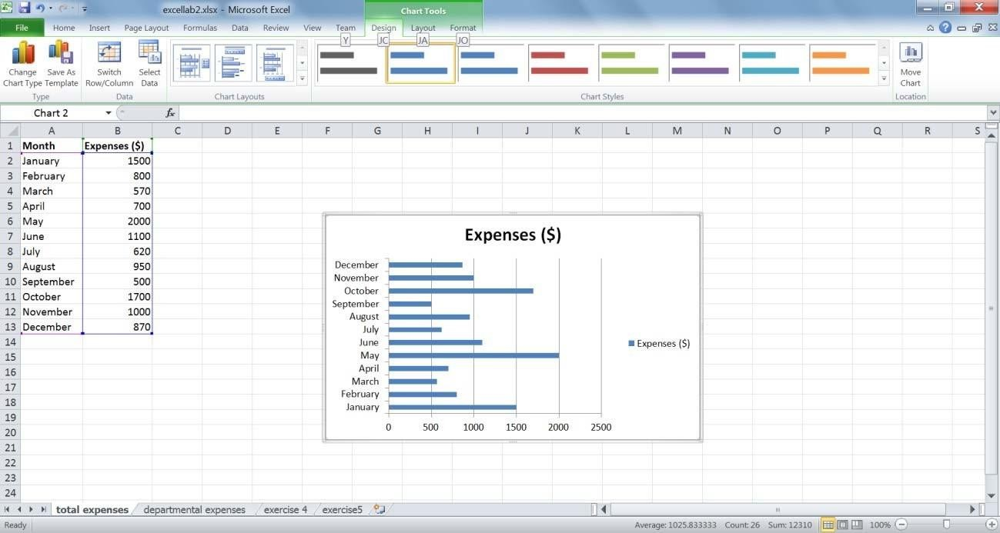 excellab2.xlsx - Microsoft Excel
Chart Tools
File Home Insert Page Layout Formulas Data Review View Team Design Layout Format
Y JC JA JO
Change Chart Type
Save As Template
Switch Row/Column
Select Data
Move Chart
Type Data Chart Layouts Chart Styles Location
Chart 2 fx
A B C D E F G H I J K L M N O P Q R S
1 Month Expenses ($)
2 January 1500
3 February 800
4 March 570
5 April 700
6 May 2000
7 June 1100
8 July 620
9 August 950
10 September 500
11 October 1700
12 November 1000
13 December 870
14
15
16
17
18
19
20
21
22
23
24
Expenses ($)
December
November
October
September
August
July
June
May
April
March
February
January
0 500 1000 1500 2000 2500
Expenses ($)
total expenses departmental expenses exercise 4 exercise5
Ready Average: 1025.833333 Count: 26 Sum: 12310 100%